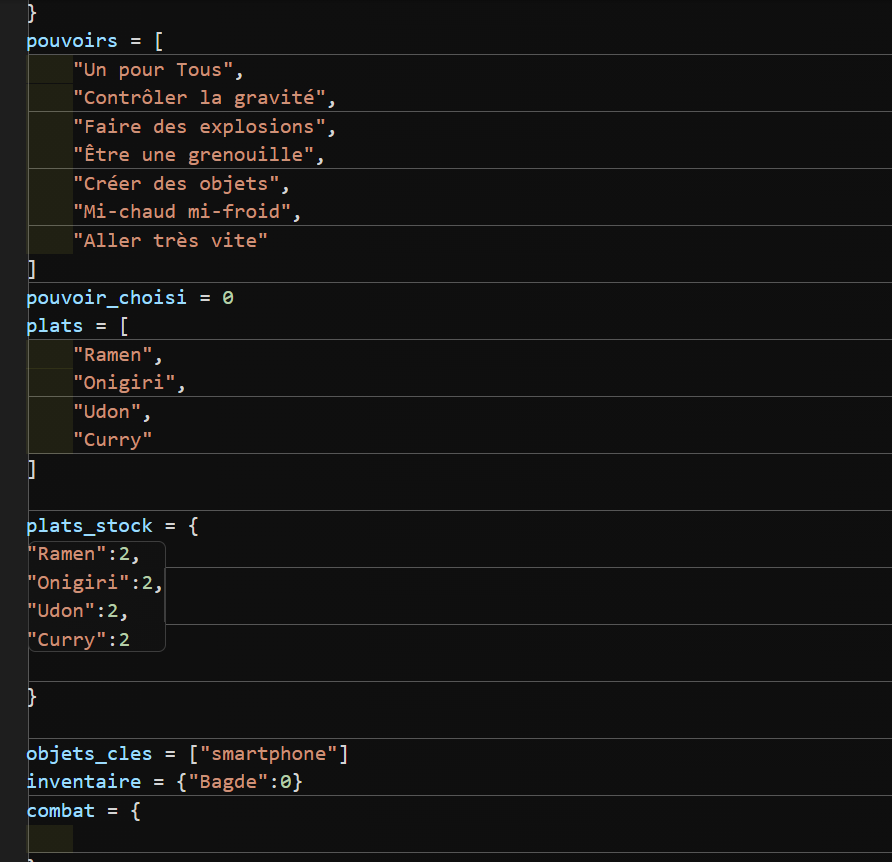 }
pouvoirs = [
"Un pour Tous",
"Contrôler la gravité",
"Faire des explosions",
"Être une grenouille",
"Créer des objets",
"Mi-chaud mi-froid",
"Aller très vite"
]
pouvoir_choisi = 0
plats = [
"Ramen",
"Onigiri",
"Udon",
"Curry"
]
plats_stock = {
"Ramen":2,
"Onigiri":2,
"Udon":2,
"Curry":2
}
objets_cles = ["smartphone"]
inventaire = {"Bagde":0}
combat = {